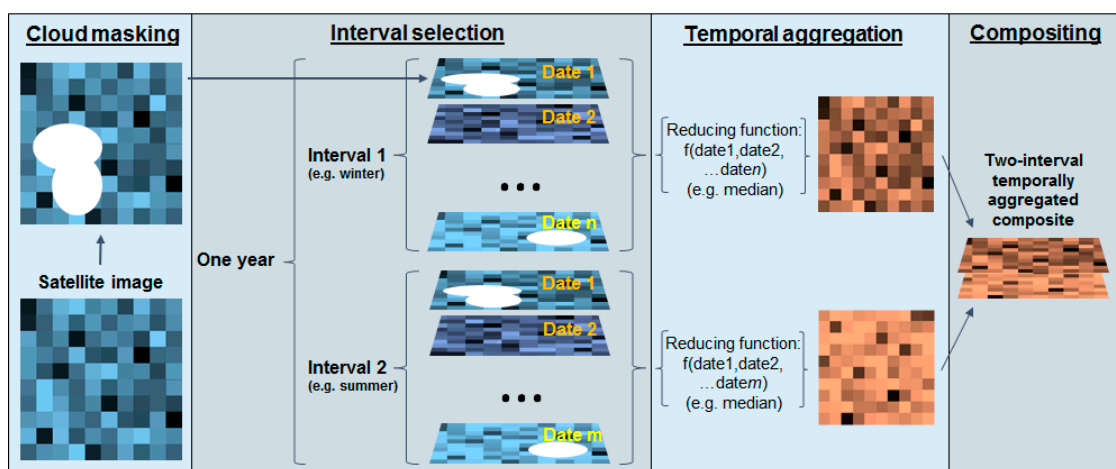 Cloud masking
Satellite image
Interval selection
One year
Interval 1
(e.g. winter)
Date 1
Date 2
...
Date n
Interval 2
(e.g. summer)
Date 1
Date 2
...
Date m
Temporal aggregation
Reducing function:
f(date1,date2,
…daten)
(e.g. median)
Reducing function:
f(date1,date2,
…datem)
(e.g. median)
Compositing
Two-interval
temporally
aggregated
composite